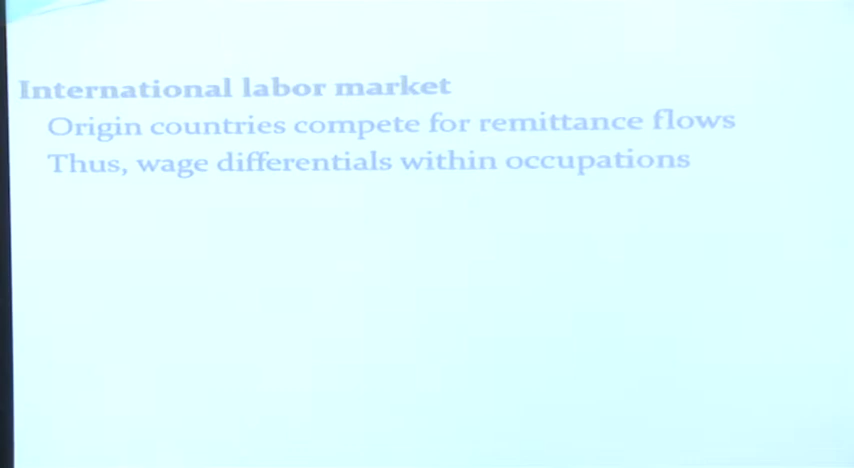 International labor market
Origin countries compete for remittance flows
Thus, wage differentials within occupations